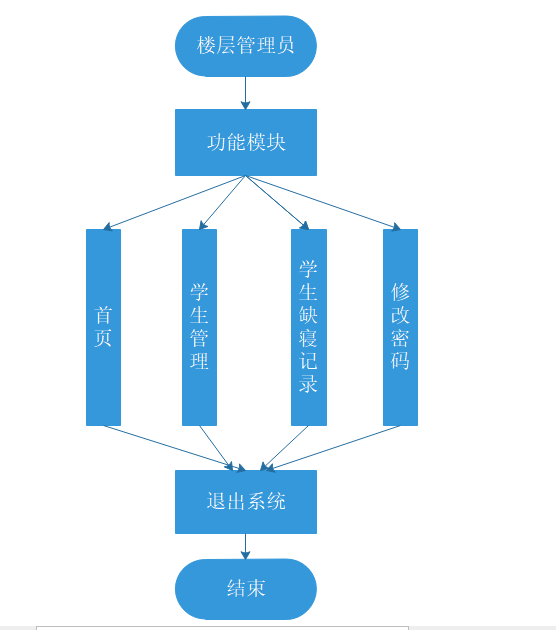 楼层管理员
功能模块
首页
学生管理
学生缺寝记录
修改密码
退出系统
结束